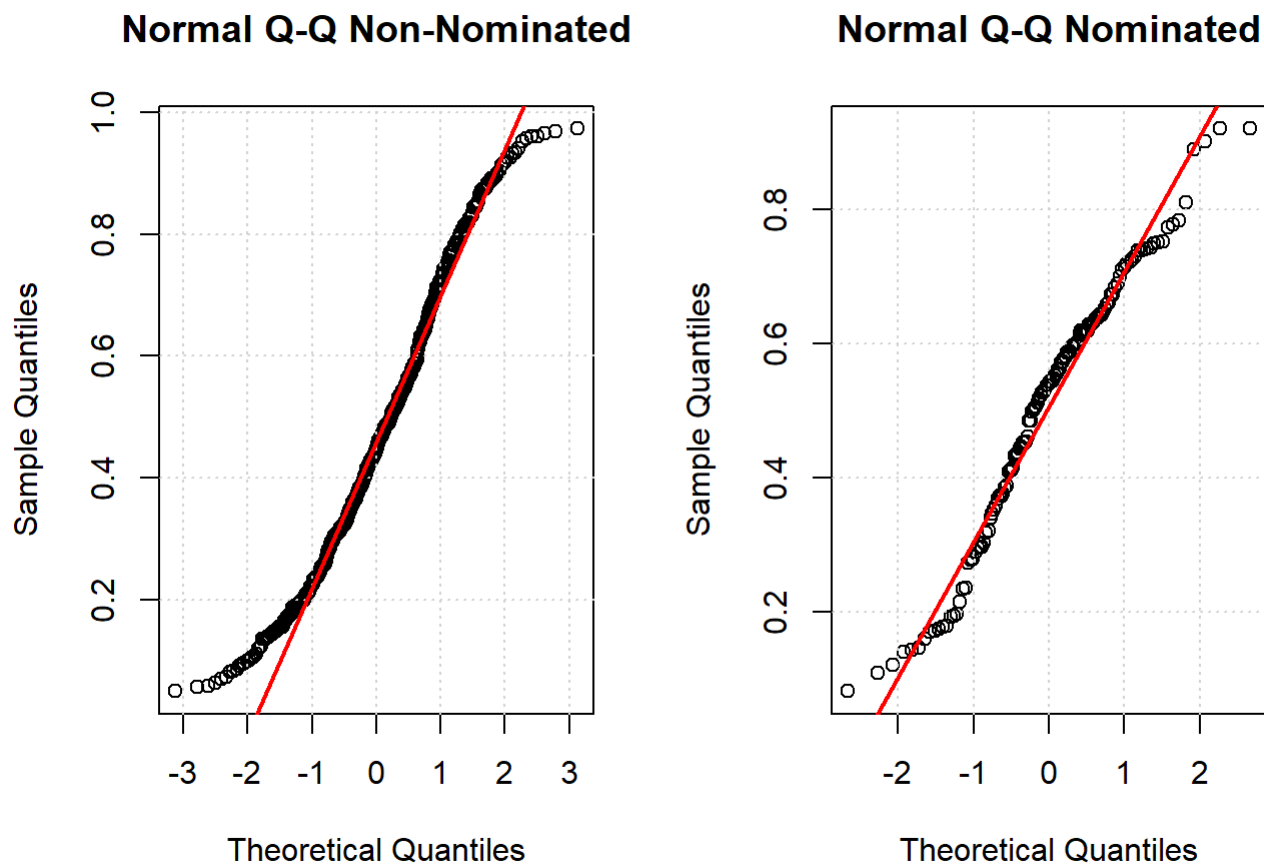 Normal Q-Q Non-Nominated
Sample Quantiles
1.0
0.8
0.6
0.4
0.2
-3 -2 -1 0 1 2 3
Theoretical Quantiles
Normal Q-Q Nominated
Sample Quantiles
0.8
0.6
0.4
0.2
-2 -1 0 1 2
Theoretical Quantiles